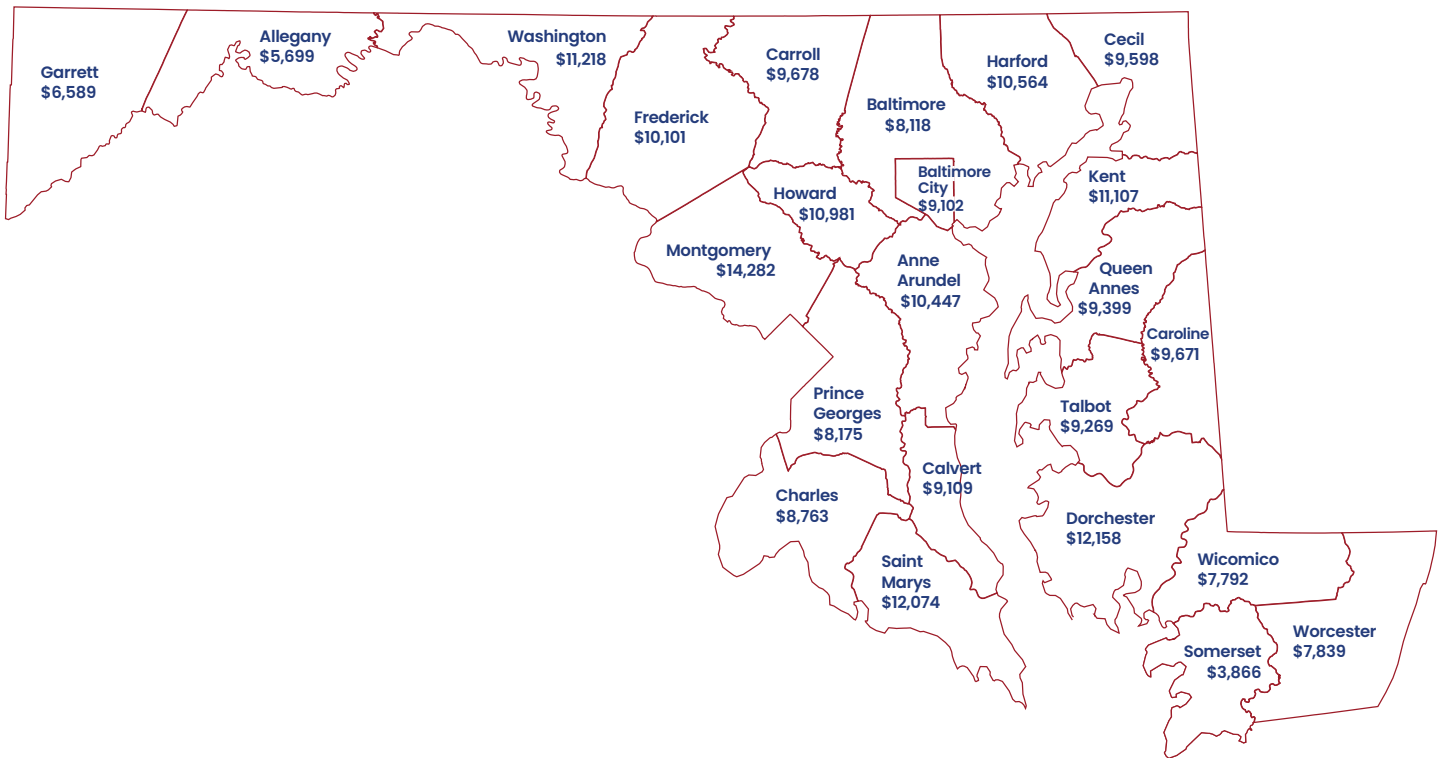 Garrett
$6,589
Allegany
$5,699
Washington
$11,218
Frederick
$10,101
Carroll
$9,678
Baltimore
$8,118
Harford
$10,564
Cecil
$9,598
Baltimore
City
$9,102
Howard
$10,981
Kent
$11,107
Montgomery
$14,282
Anne
Arundel
$10,447
Queen
Annes
$9,399
Caroline
$9,671
Prince
Georges
$8,175
Talbot
$9,269
Calvert
$9,109
Charles
$8,763
Dorchester
$12,158
Saint
Marys
$12,074
Wicomico
$7,792
Somerset
$3,866
Worcester
$7,839